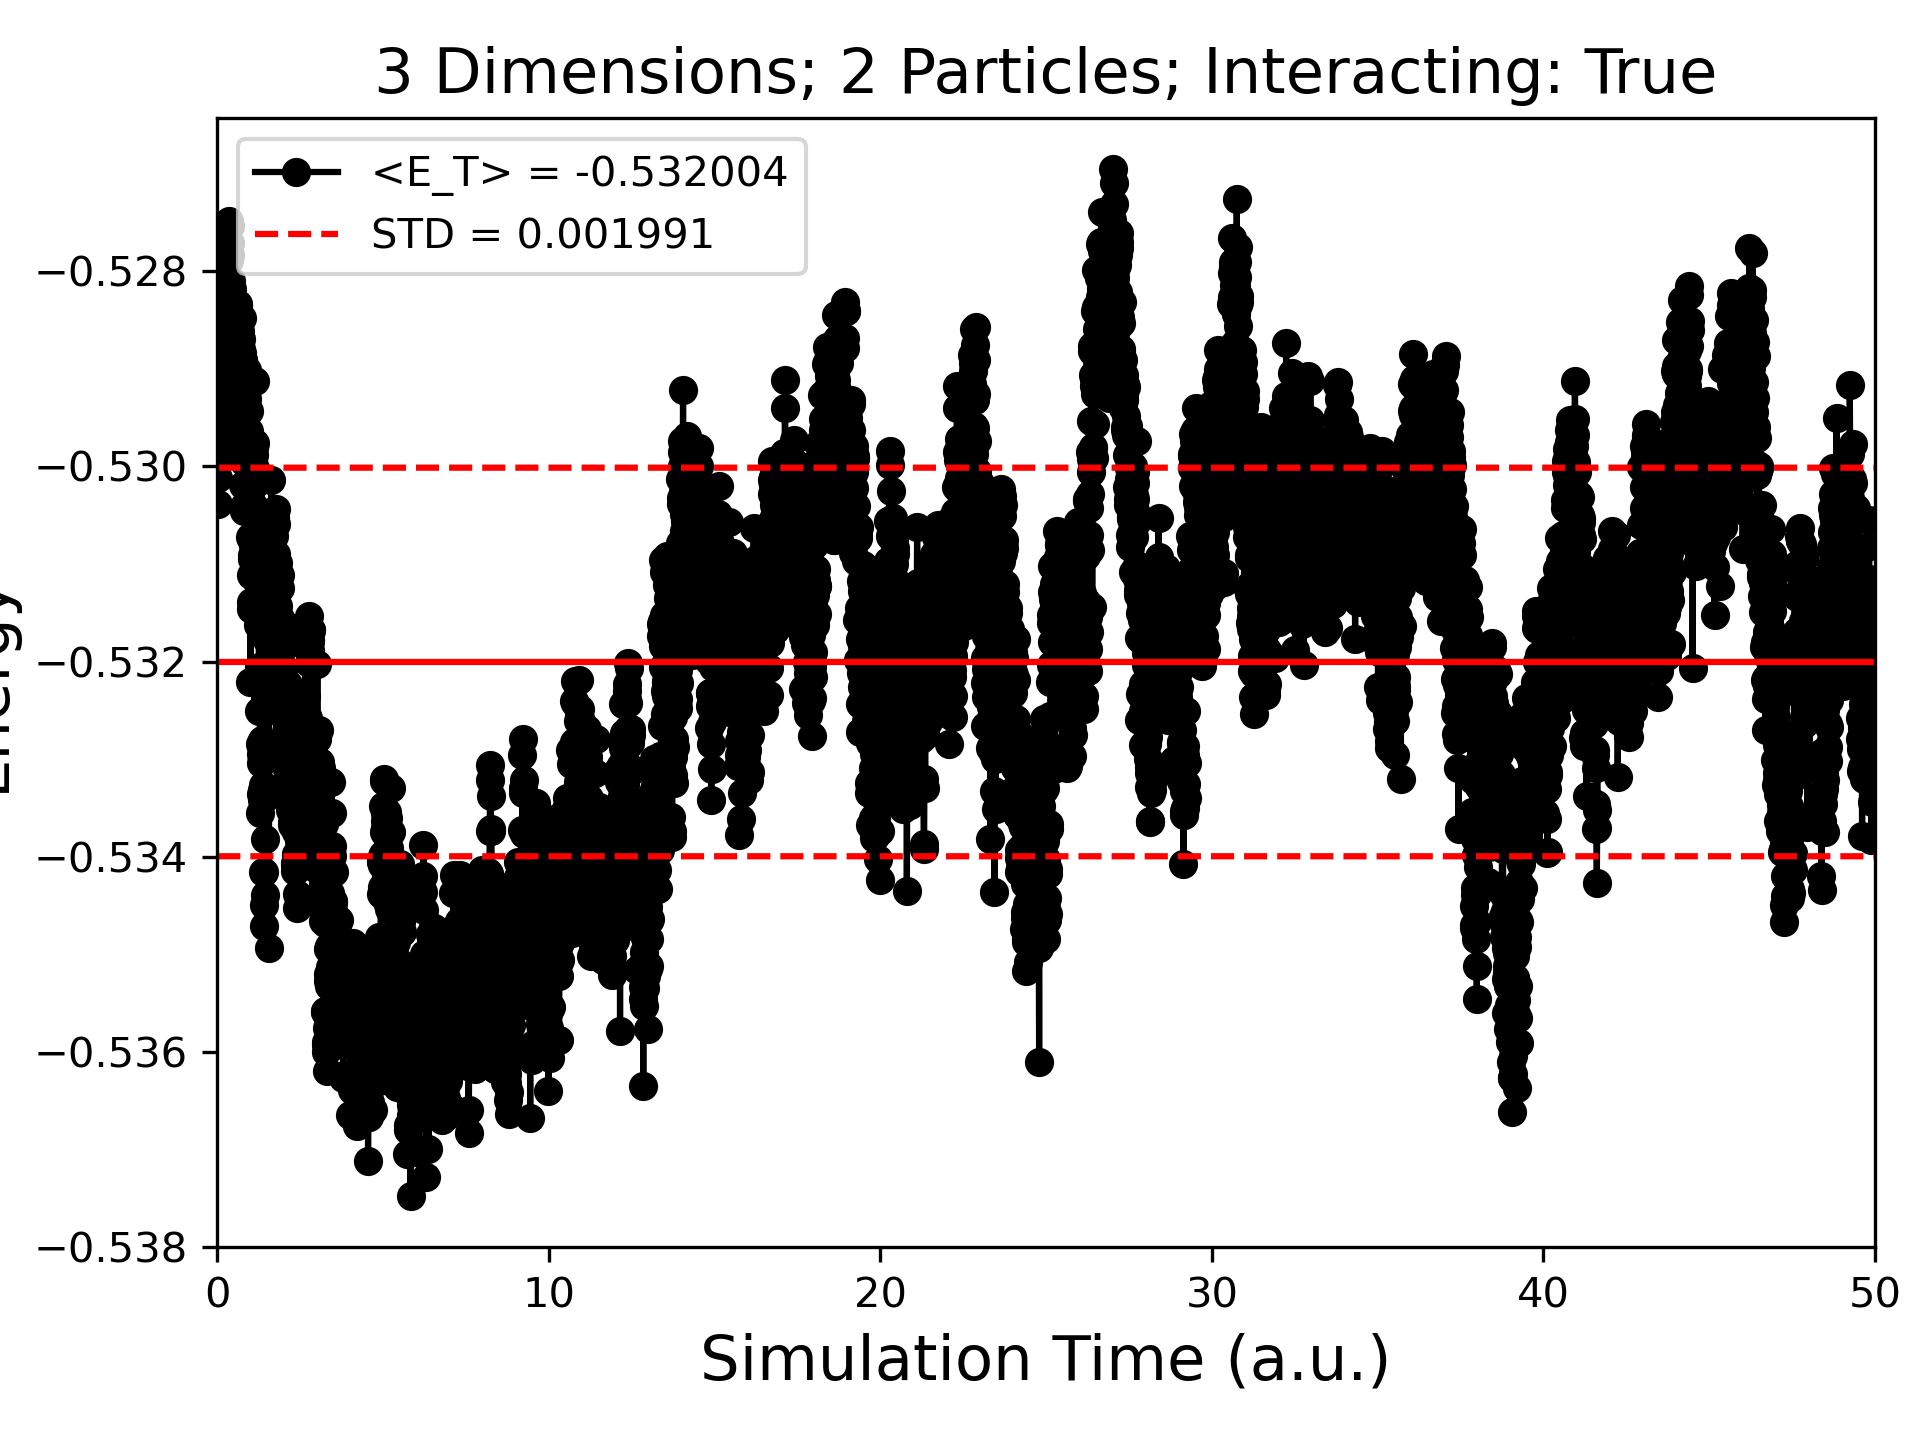 3 Dimensions; 2 Particles; Interacting: True
<E_T> = -0.532004
STD = 0.001991
Energy
−0.528
−0.530
−0.532
−0.534
−0.536
−0.538
0 10 20 30 40 50
Simulation Time (a.u.)